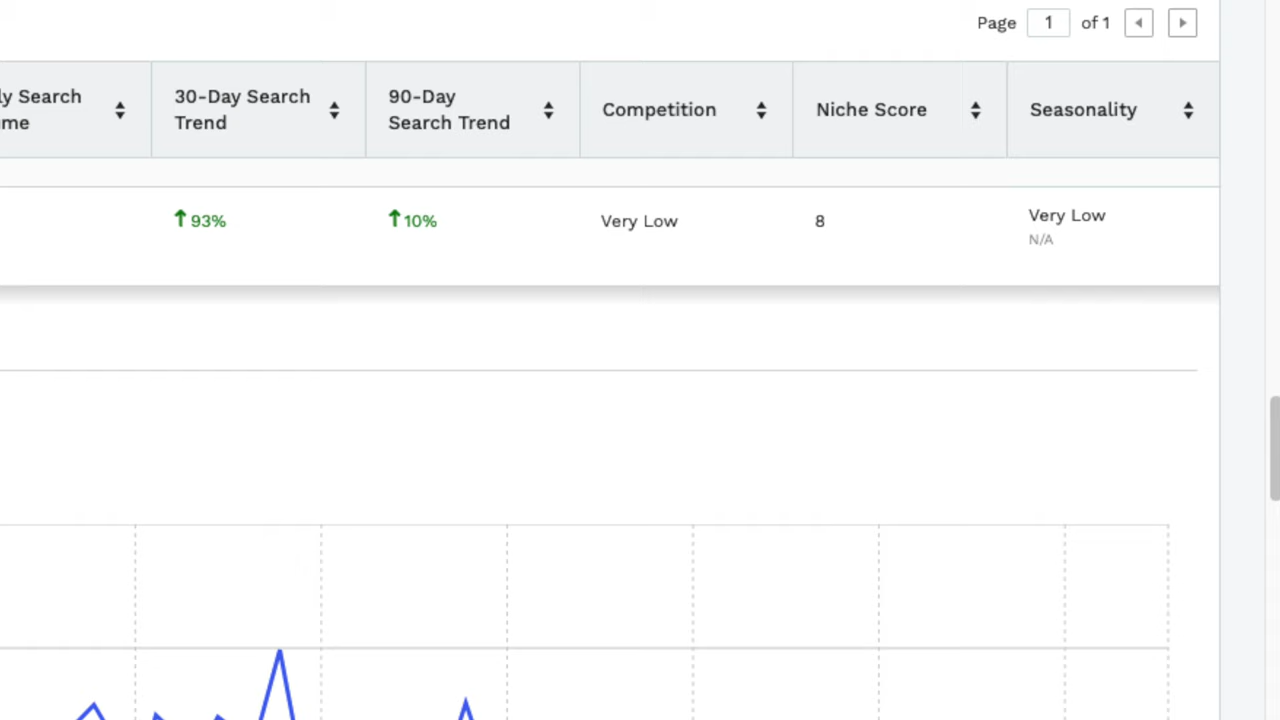 Page 1 of 1
ly Search
me
30-Day Search
Trend
90-Day
Search Trend
Competition
Niche Score
Seasonality
93%
10%
Very Low
8
Very Low
N/A